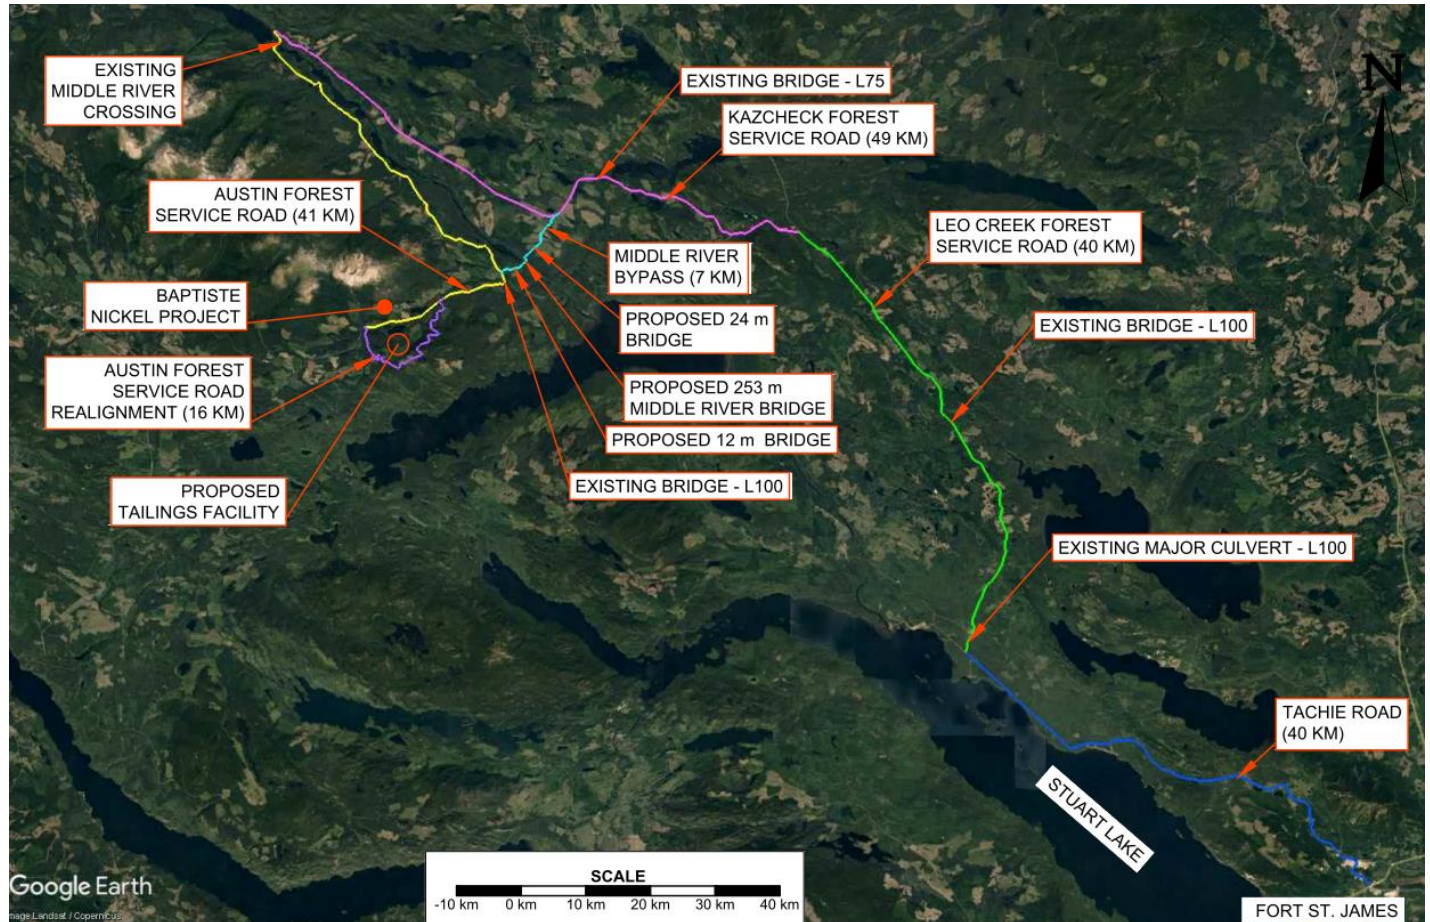 EXISTING
MIDDLE RIVER
CROSSING
EXISTING BRIDGE - L75
N
KAZCHECK FOREST
SERVICE ROAD (49 KM)
AUSTIN FOREST
SERVICE ROAD (41 KM)
LEO CREEK FOREST
SERVICE ROAD (40 KM)
MIDDLE RIVER
BYPASS (7 KM)
BAPTISTE
NICKEL PROJECT
PROPOSED 24 m
BRIDGE
EXISTING BRIDGE - L100
AUSTIN FOREST
SERVICE ROAD
REALIGNMENT (16 KM)
PROPOSED 253 m
MIDDLE RIVER BRIDGE
PROPOSED 12 m BRIDGE
EXISTING BRIDGE - L100
PROPOSED
TAILINGS FACILITY
EXISTING MAJOR CULVERT - L100
TACHIE ROAD
(40 KM)
STUART LAKE
SCALE
-10 km 0 km 10 km 20 km 30 km 40 km
Google Earth
mage Landsat / Copernicus
FORT ST. JAMES